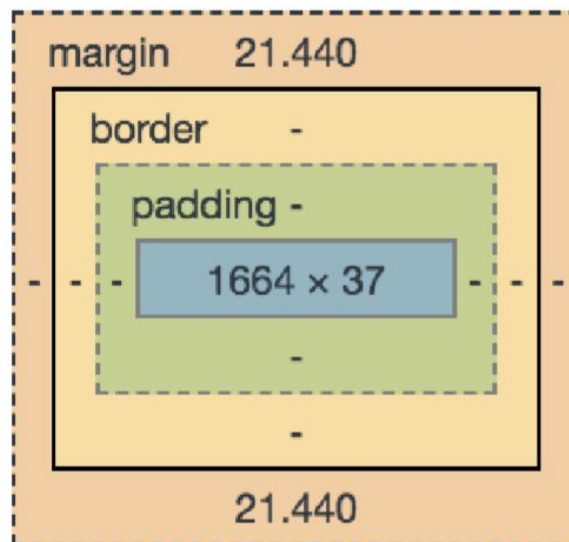 margin 21.440
border -
padding -
- - - 1664 × 37 - - -
-
-
21.440